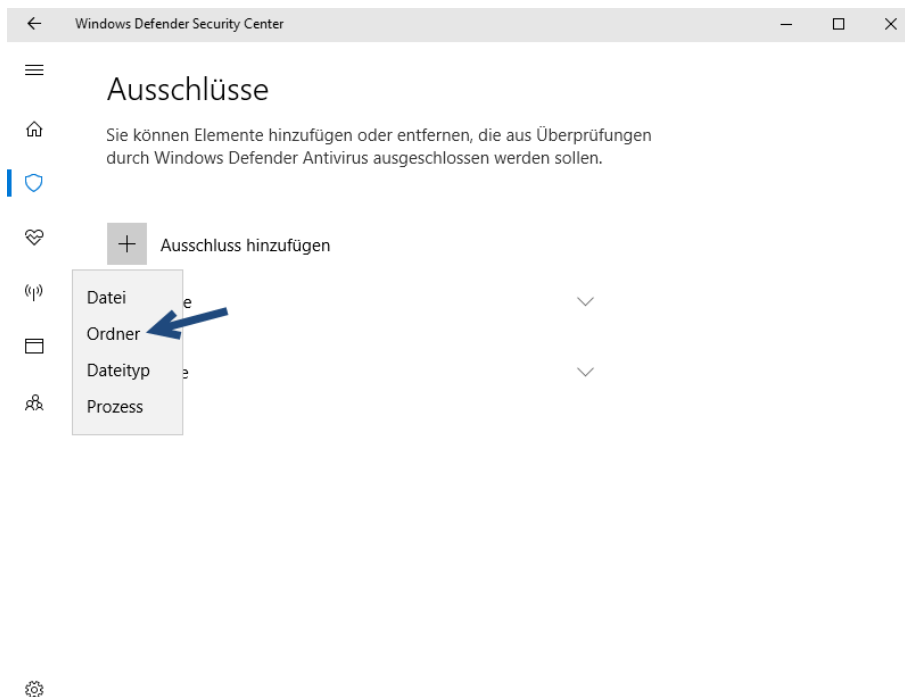 Windows Defender Security Center
Ausschlüsse
Sie können Elemente hinzufügen oder entfernen, die aus Überprüfungen
durch Windows Defender Antivirus ausgeschlossen werden sollen.
Ausschluss hinzufügen
Datei
Ordner
Dateityp
Prozess